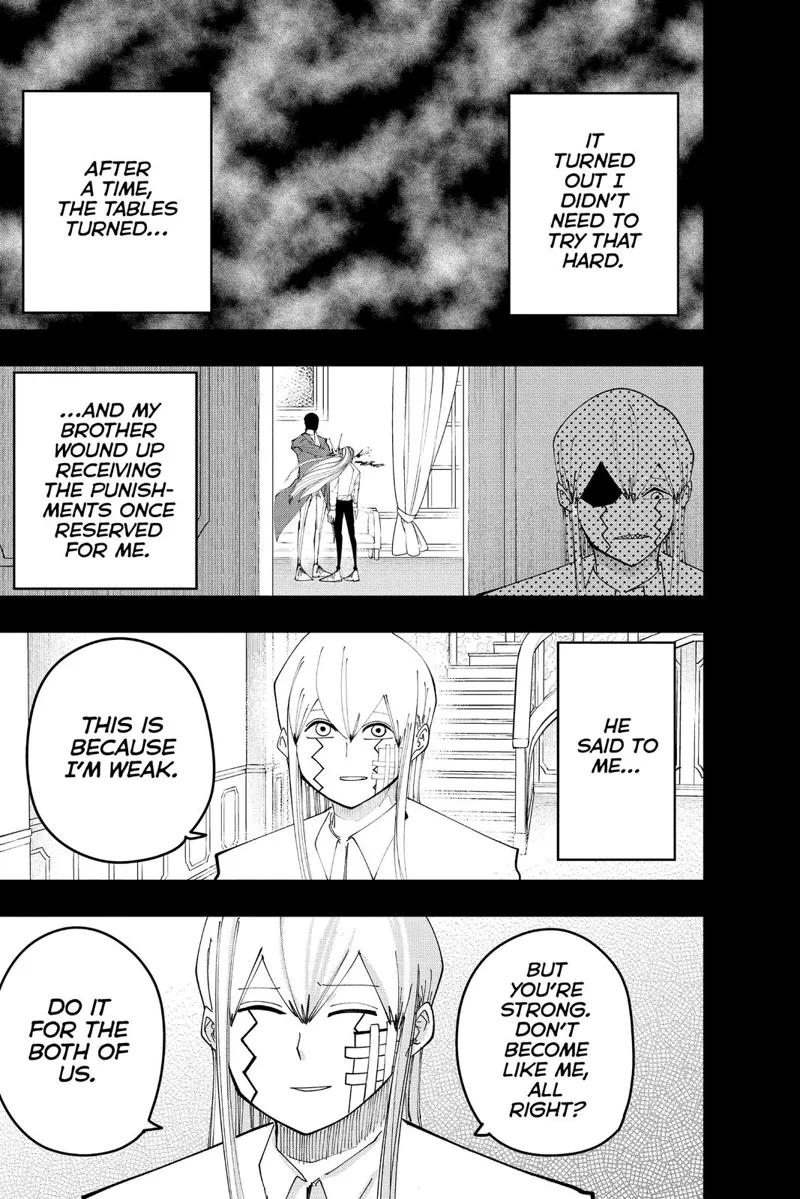 IT
TURNED
OUT I
DIDN'T
NEED TO
TRY THAT
HARD.
AFTER
A TIME,
THE TABLES
TURNED...
...AND MY
BROTHER
WOUND UP
RECEIVING
THE PUNISH-
MENTS ONCE
RESERVED
FOR ME.
HE
SAID TO
ME...
THIS IS
BECAUSE
I'M WEAK.
BUT
YOU'RE
STRONG.
DON'T
BECOME
LIKE ME,
ALL
RIGHT?
DO IT
FOR THE
BOTH OF
US.